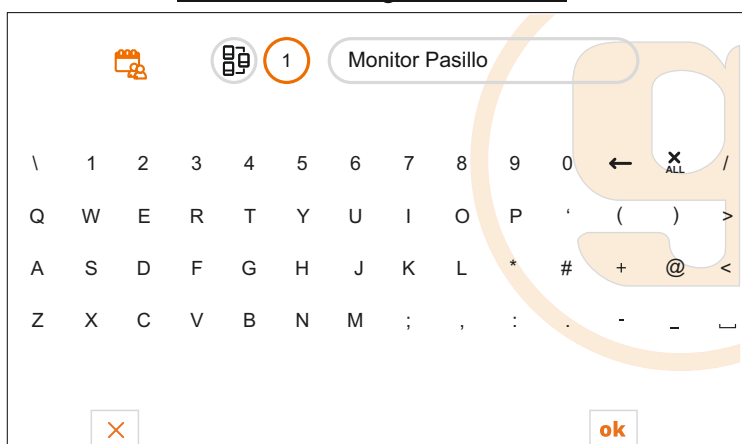 1 Monitor Pasillo
\ 1 2 3 4 5 6 7 8 9 0 ← ALL /
Q W E R T Y U I O P ‘ ( ) >
A S D F G H J K L * # + @ <
Z X C V B N M ; , : . - _ ⎵
ok